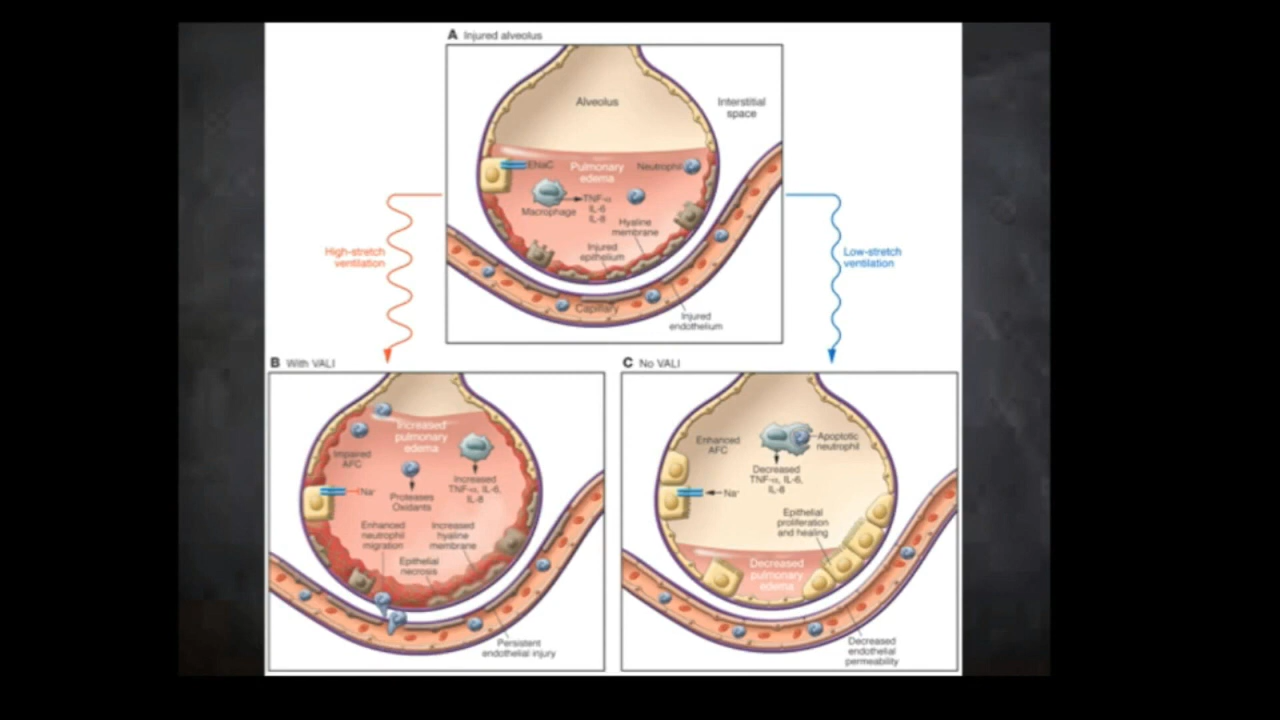 A Injured alveolus
Alveolus
Interstitial
space
ENaC
Pulmonary
edema
Neutrophil
Macrophage
TNF-α
IL-6
IL-8
Hyaline
membrane
Injured
epithelium
Capillary
Injured
endothelium
High-stretch
ventilation
Low-stretch
ventilation
B With VALI
Increased
pulmonary
edema
Impaired
AFC
Na⁺
Proteases
Oxidants
Increased
TNF-α, IL-6,
IL-8
Enhanced
neutrophil
migration
Increased
hyaline
membrane
Epithelial
necrosis
Persistent
endothelial injury
C No VALI
Enhanced
AFC
Apoptotic
neutrophil
Decreased
TNF-α, IL-6,
IL-8
Na⁺
Epithelial
proliferation
and healing
Decreased
pulmonary
edema
Decreased
endothelial
permeability